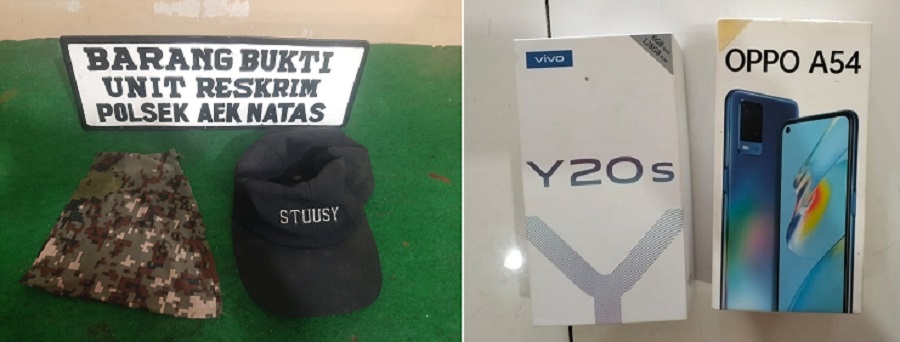 BARANG BUKTI
UNIT RESKRIM
POLSEK AEK NATAS
STUUSY
vivo
Y20s
OPPO A54